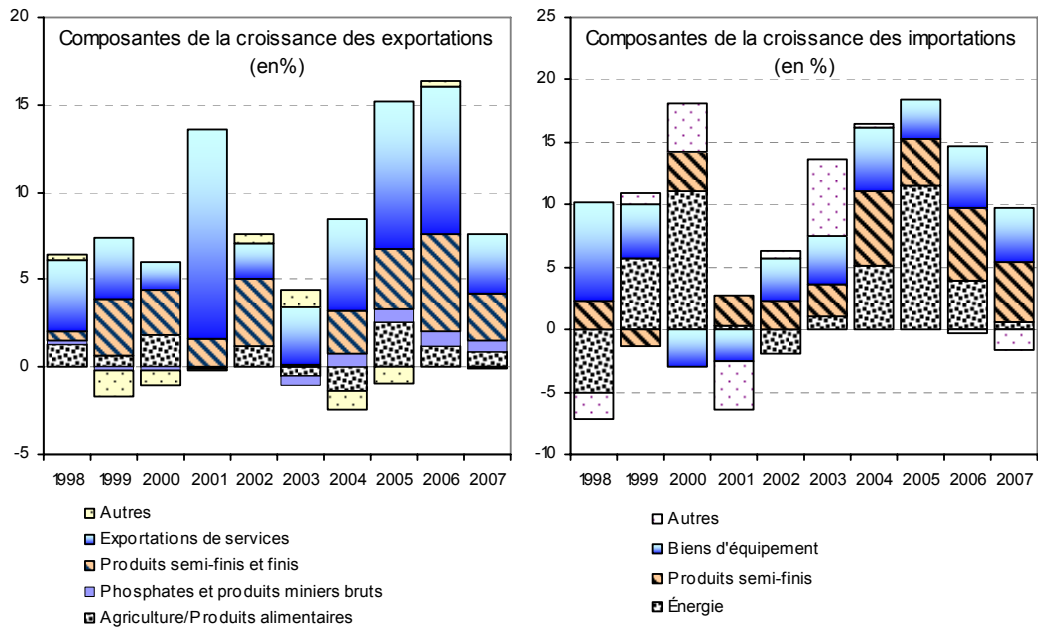 Composantes de la croissance des exportations
(en%)
20
15
10
5
0
-5
1998 1999 2000 2001 2002 2003 2004 2005 2006 2007
Autres
Exportations de services
Produits semi-finis et finis
Phosphates et produits miniers bruts
Agriculture/Produits alimentaires
Composantes de la croissance des importations
(en %)
25
20
15
10
5
0
-5
-10
1998 1999 2000 2001 2002 2003 2004 2005 2006 2007
Autres
Biens d'équipement
Produits semi-finis
Énergie